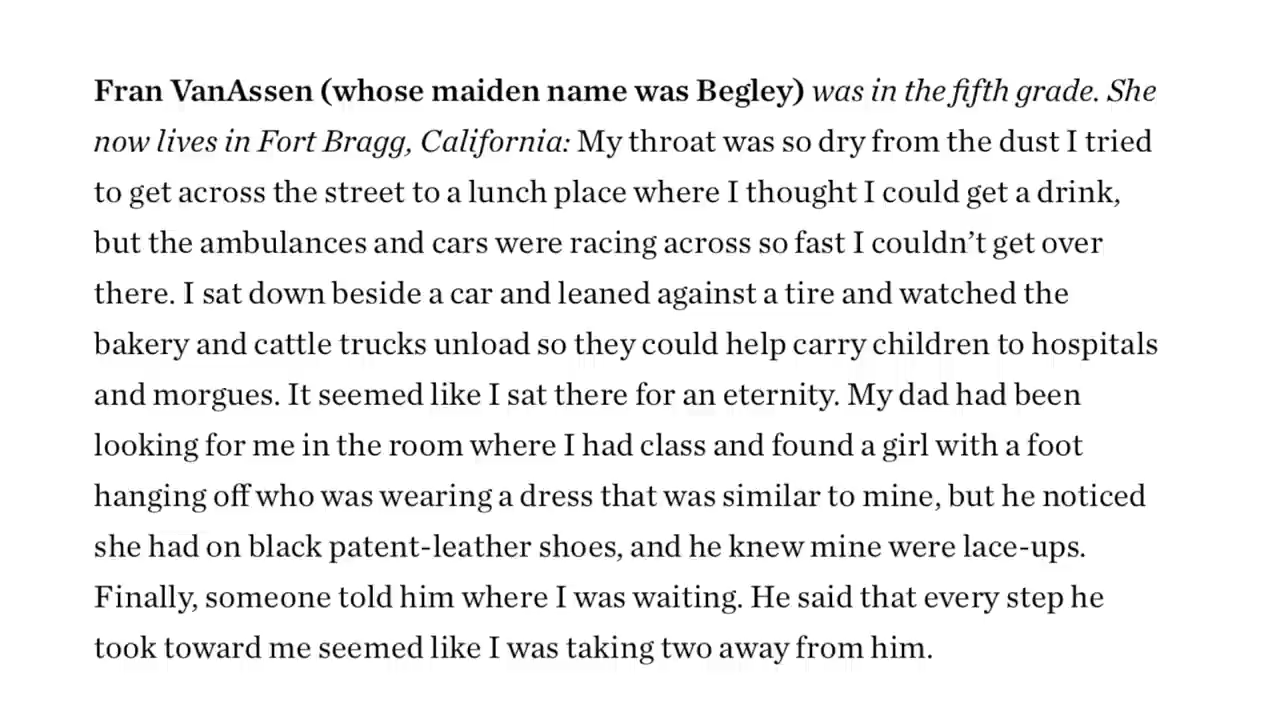 Fran VanAssen (whose maiden name was Begley) was in the fifth grade. She
now lives in Fort Bragg, California: My throat was so dry from the dust I tried
to get across the street to a lunch place where I thought I could get a drink,
but the ambulances and cars were racing across so fast I couldn’t get over
there. I sat down beside a car and leaned against a tire and watched the
bakery and cattle trucks unload so they could help carry children to hospitals
and morgues. It seemed like I sat there for an eternity. My dad had been
looking for me in the room where I had class and found a girl with a foot
hanging off who was wearing a dress that was similar to mine, but he noticed
she had on black patent-leather shoes, and he knew mine were lace-ups.
Finally, someone told him where I was waiting. He said that every step he
took toward me seemed like I was taking two away from him.